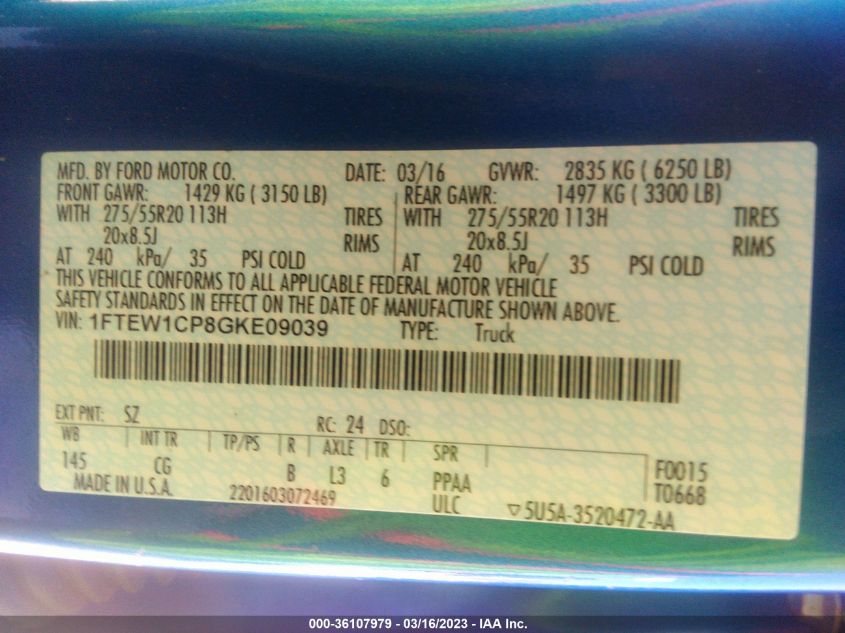 MFD. BY FORD MOTOR CO. DATE: 03/16 GVWR: 2835 KG ( 6250 LB)
FRONT GAWR: 1429 KG ( 3150 LB) REAR GAWR: 1497 KG ( 3300 LB)
WITH 275/55R20 113H TIRES WITH 275/55R20 113H TIRES
20x8.5J RIMS 20x8.5J RIMS
AT 240 kPa/ 35 PSI COLD AT 240 kPa/ 35 PSI COLD
THIS VEHICLE CONFORMS TO ALL APPLICABLE FEDERAL MOTOR VEHICLE
SAFETY STANDARDS IN EFFECT ON THE DATE OF MANUFACTURE SHOWN ABOVE.
VIN: 1FTEW1CP8GKE09039 TYPE: Truck
EXT PNT: SZ RC: 24 DSO:
WB INT TR TP/PS R AXLE TR SPR
145 CG B L3 6 PPAA F0015
MADE IN U.S.A. 2201603072469 ULC T0668
▽5U5A-3520472-AA
000-36107979 - 03/16/2023 - IAA Inc.